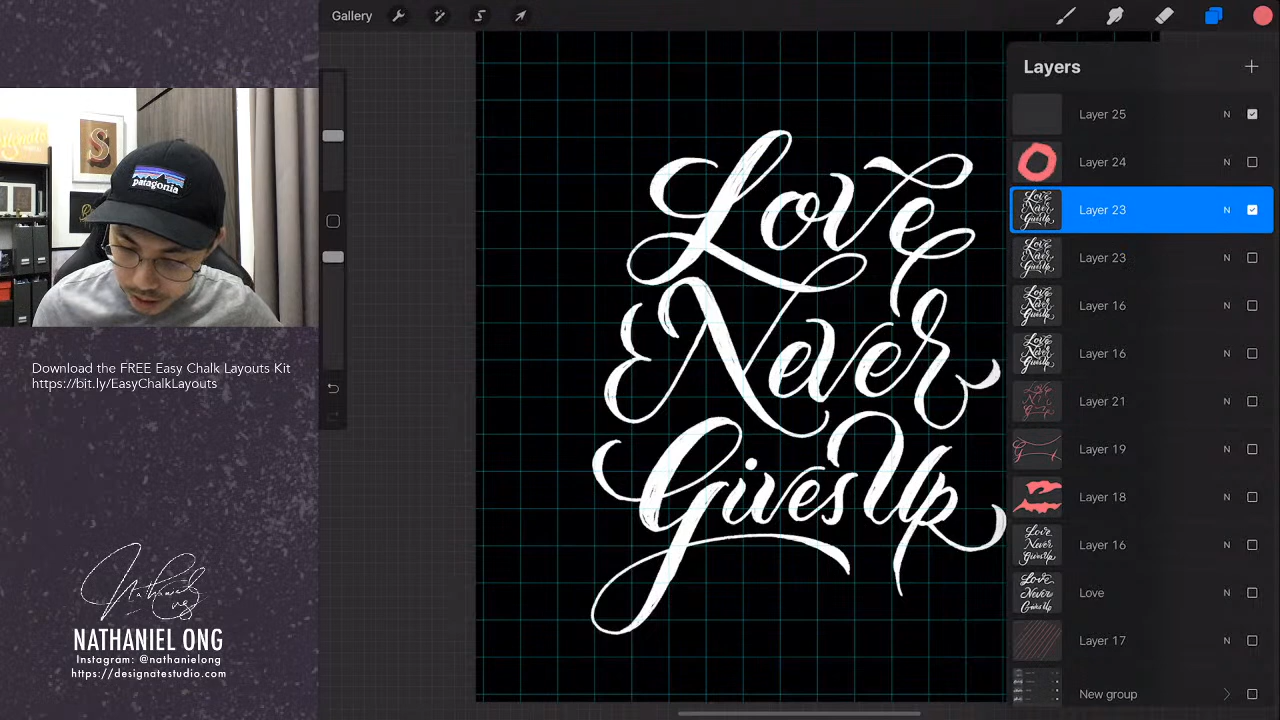 Gallery
Layers
Layer 25 N
Layer 24 N
Layer 23 N
Layer 23 N
Layer 16 N
Layer 16 N
Layer 21 N
Layer 19 N
Layer 18 N
Layer 16 N
Love N
Layer 17 N
New group N
Love
Never
Gives Up
patagonia
S
Download the FREE Easy Chalk Layouts Kit
https://bit.ly/EasyChalkLayouts
NATHANIEL ONG
Instagram: @nathanielong
https://designatestudio.com